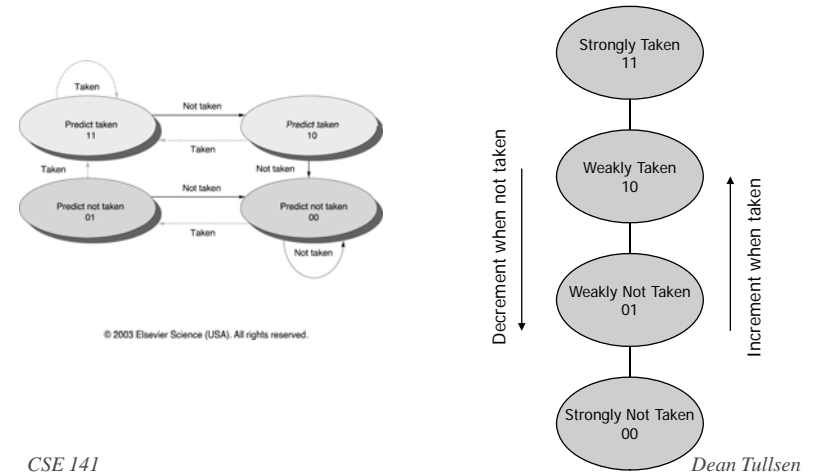 Taken
Not taken
Predict taken
11
Predict taken
10
Taken
Taken
Not taken
Not taken
Predict not taken
01
Predict not taken
00
Taken
Not taken
© 2003 Elsevier Science (USA). All rights reserved.
Strongly Taken
11
Weakly Taken
10
Decrement when not taken
Increment when taken
Weakly Not Taken
01
Strongly Not Taken
00
CSE 141
Dean Tullsen